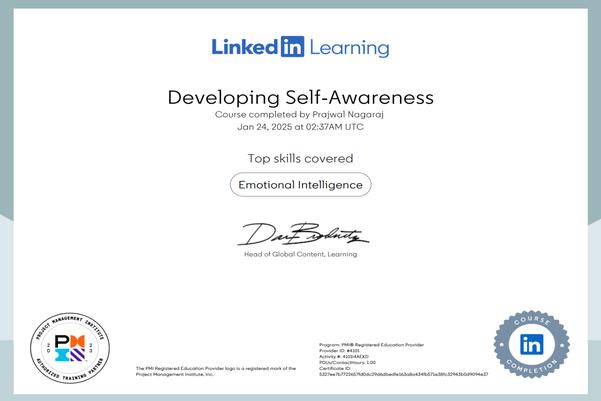 LinkedIn Learning
Developing Self-Awareness
Course completed by Prajwal Nagaraj
Jan 24, 2025 at 02:37AM UTC
Top skills covered
Emotional Intelligence
Head of Global Content, Learning
PROJECT MANAGEMENT INSTITUTE
PMI
2023
AUTHORIZED TRAINING PARTNER
The PMI Registered Education Provider logo is a registered mark of the
Project Management Institute, Inc.
Program: PMI® Registered Education Provider
Provider ID: #4101
Activity #: 4101I4AEXD
PDUs/ContactHours: 1.00
Certificate ID:
COURSE
in
COMPLETION